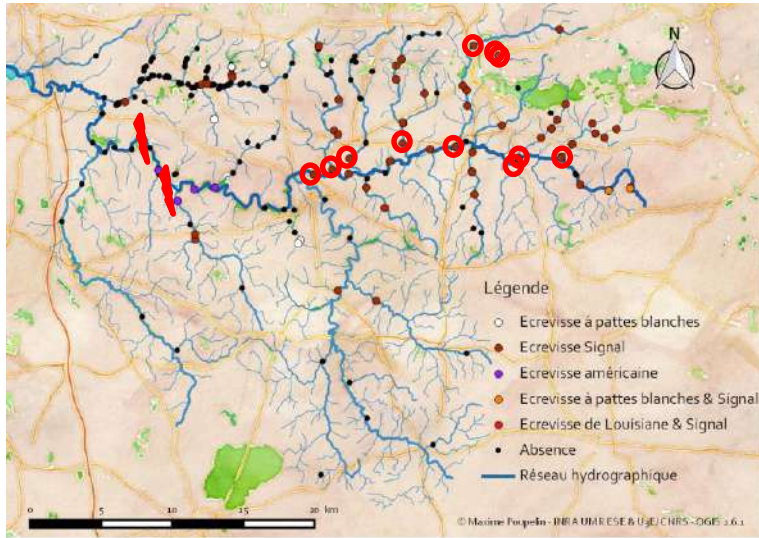 N
Légende
Ecrevisse à pattes blanches
Ecrevisse Signal
Ecrevisse américaine
Ecrevisse à pattes blanches & Signal
Ecrevisse de Louisiane & Signal
Absence
Réseau hydrographique
0 5 10 15 20 km
© Maxime Poupelin - INRA UMR ESE & U3E/ CNRS - QGIS 2.6.1